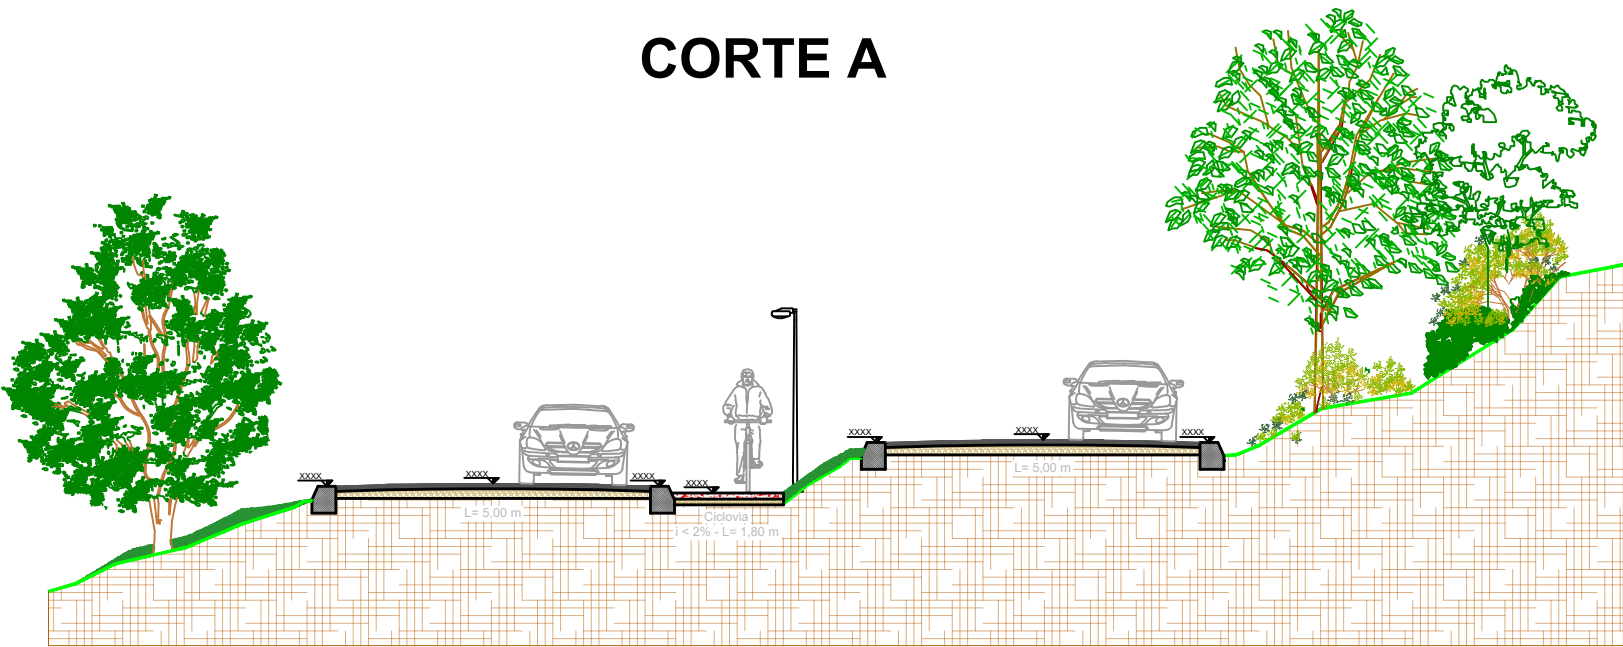 CORTE A
XXXX
XXXX
XXXX
L= 5,00 m
XXXX
XXXX
XXXX
XXXX
L= 5,00 m
Ciclovia
i < 2% - L= 1,80 m